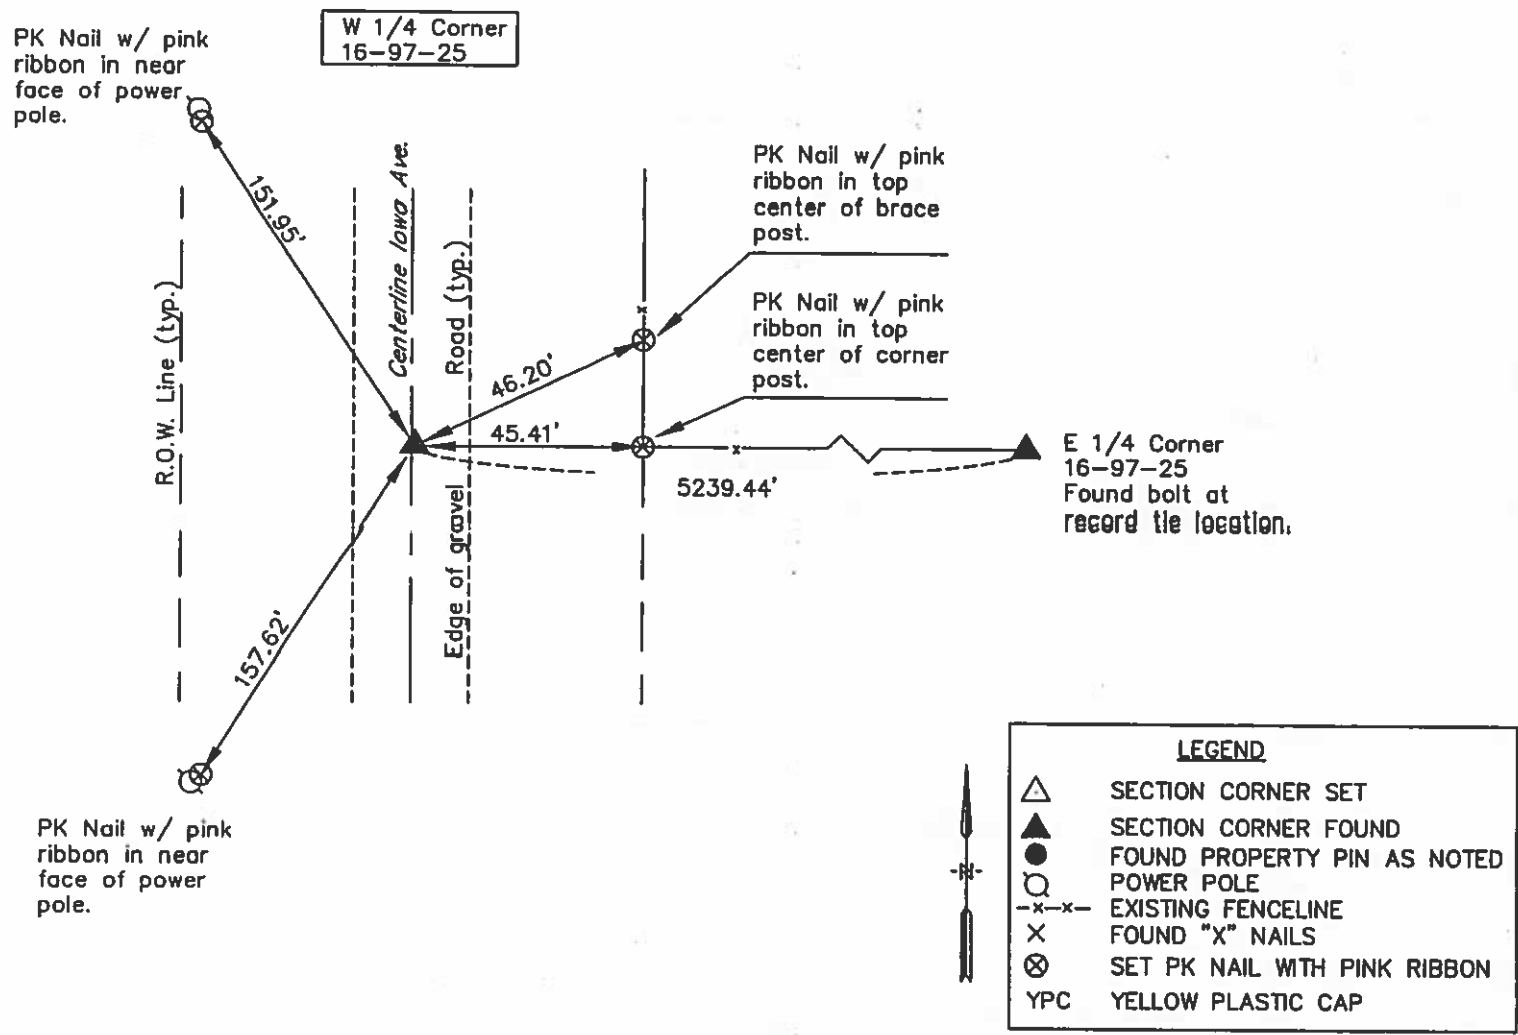 W 1/4 Corner
16-97-25
PK Nail w/ pink
ribbon in near
face of power
pole.
151.95'
R.O.W. Line (typ.)
Centerline Iowa Ave.
Road (typ.)
Edge of gravel
PK Nail w/ pink
ribbon in top
center of brace
post.
46.20'
PK Nail w/ pink
ribbon in top
center of corner
post.
45.41'
5239.44'
E 1/4 Corner
16-97-25
Found bolt at
record tie location.
157.62'
PK Nail w/ pink
ribbon in near
face of power
pole.
N
LEGEND
SECTION CORNER SET
SECTION CORNER FOUND
FOUND PROPERTY PIN AS NOTED
POWER POLE
-x-x- EXISTING FENCELINE
X FOUND "X" NAILS
SET PK NAIL WITH PINK RIBBON
YPC YELLOW PLASTIC CAP